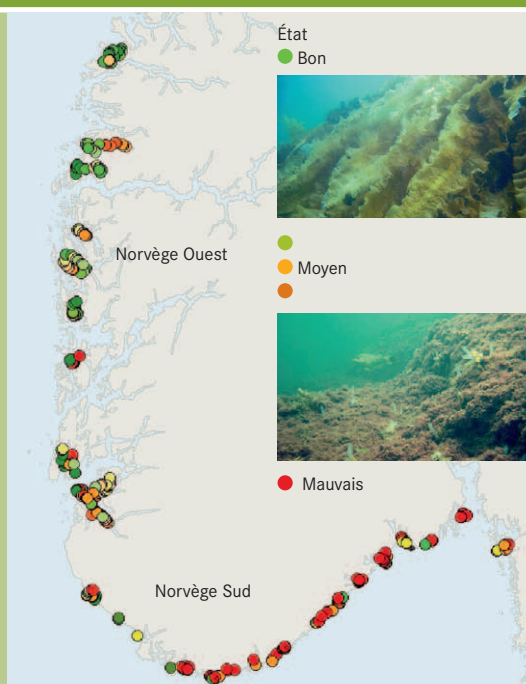 État
Bon
Norvège Ouest
Moyen
Mauvais
Norvège Sud